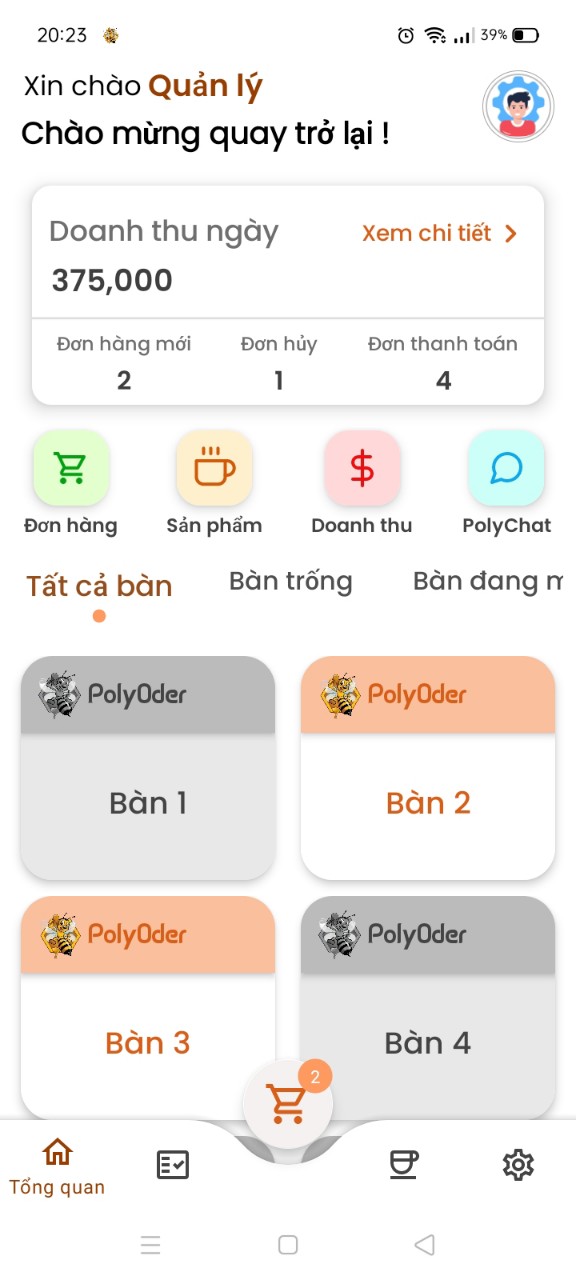 20:23
39%
Xin chào Quản lý
Chào mừng quay trở lại !
Doanh thu ngày
Xem chi tiết
375,000
Đơn hàng mới
Đơn hủy
Đơn thanh toán
2
1
4
Đơn hàng
Sản phẩm
Doanh thu
PolyChat
Tất cả bàn
Bàn trống
Bàn đang m
PolyOder
PolyOder
Bàn 1
Bàn 2
PolyOder
PolyOder
Bàn 3
Bàn 4
2
Tổng quan